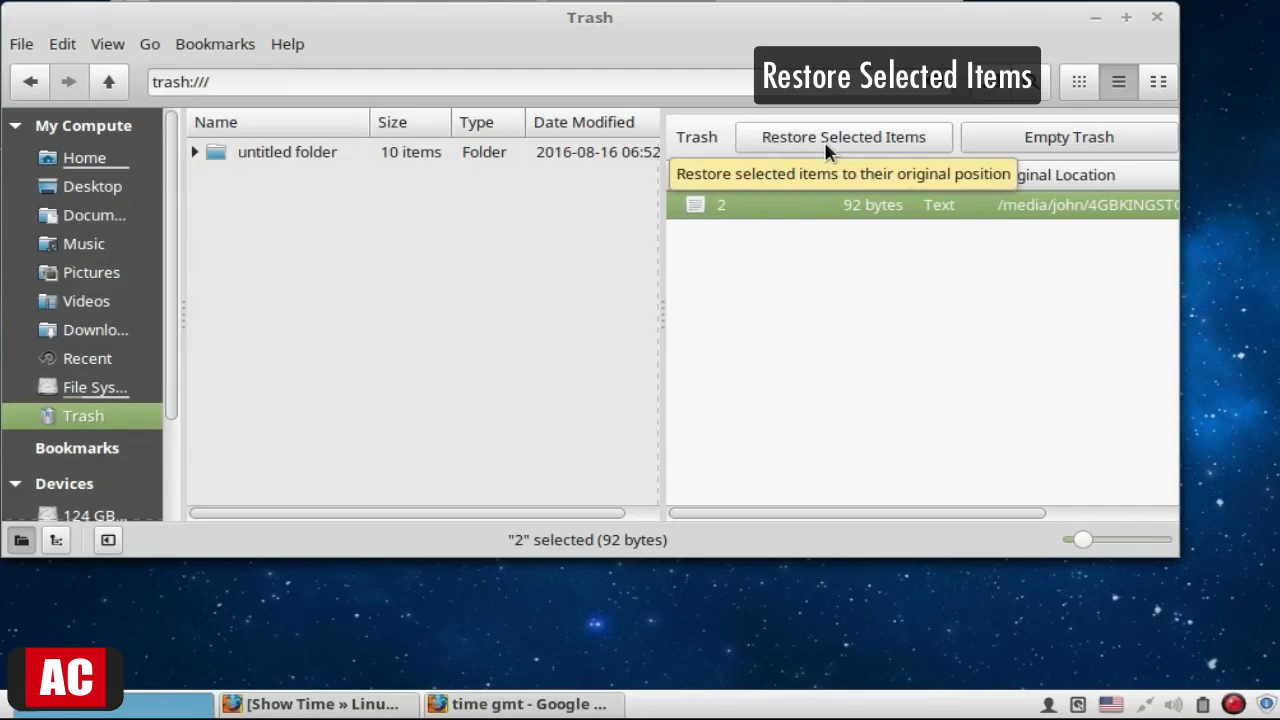 Trash
File Edit View Go Bookmarks Help
trash:///
Restore Selected Items
My Compute
Home
Desktop
Docum...
Music
Pictures
Videos
Downlo...
Recent
File Sys...
Trash
Bookmarks
Devices
124 GB...
Name Size Type Date Modified
untitled folder 10 items Folder 2016-08-16 06:52
Trash Restore Selected Items Empty Trash
Restore selected items to their original position
ginal Location
2 92 bytes Text /media/john/4GBKINGSTO
"2" selected (92 bytes)
AC
[Show Time » Linu... time gmt - Google ...